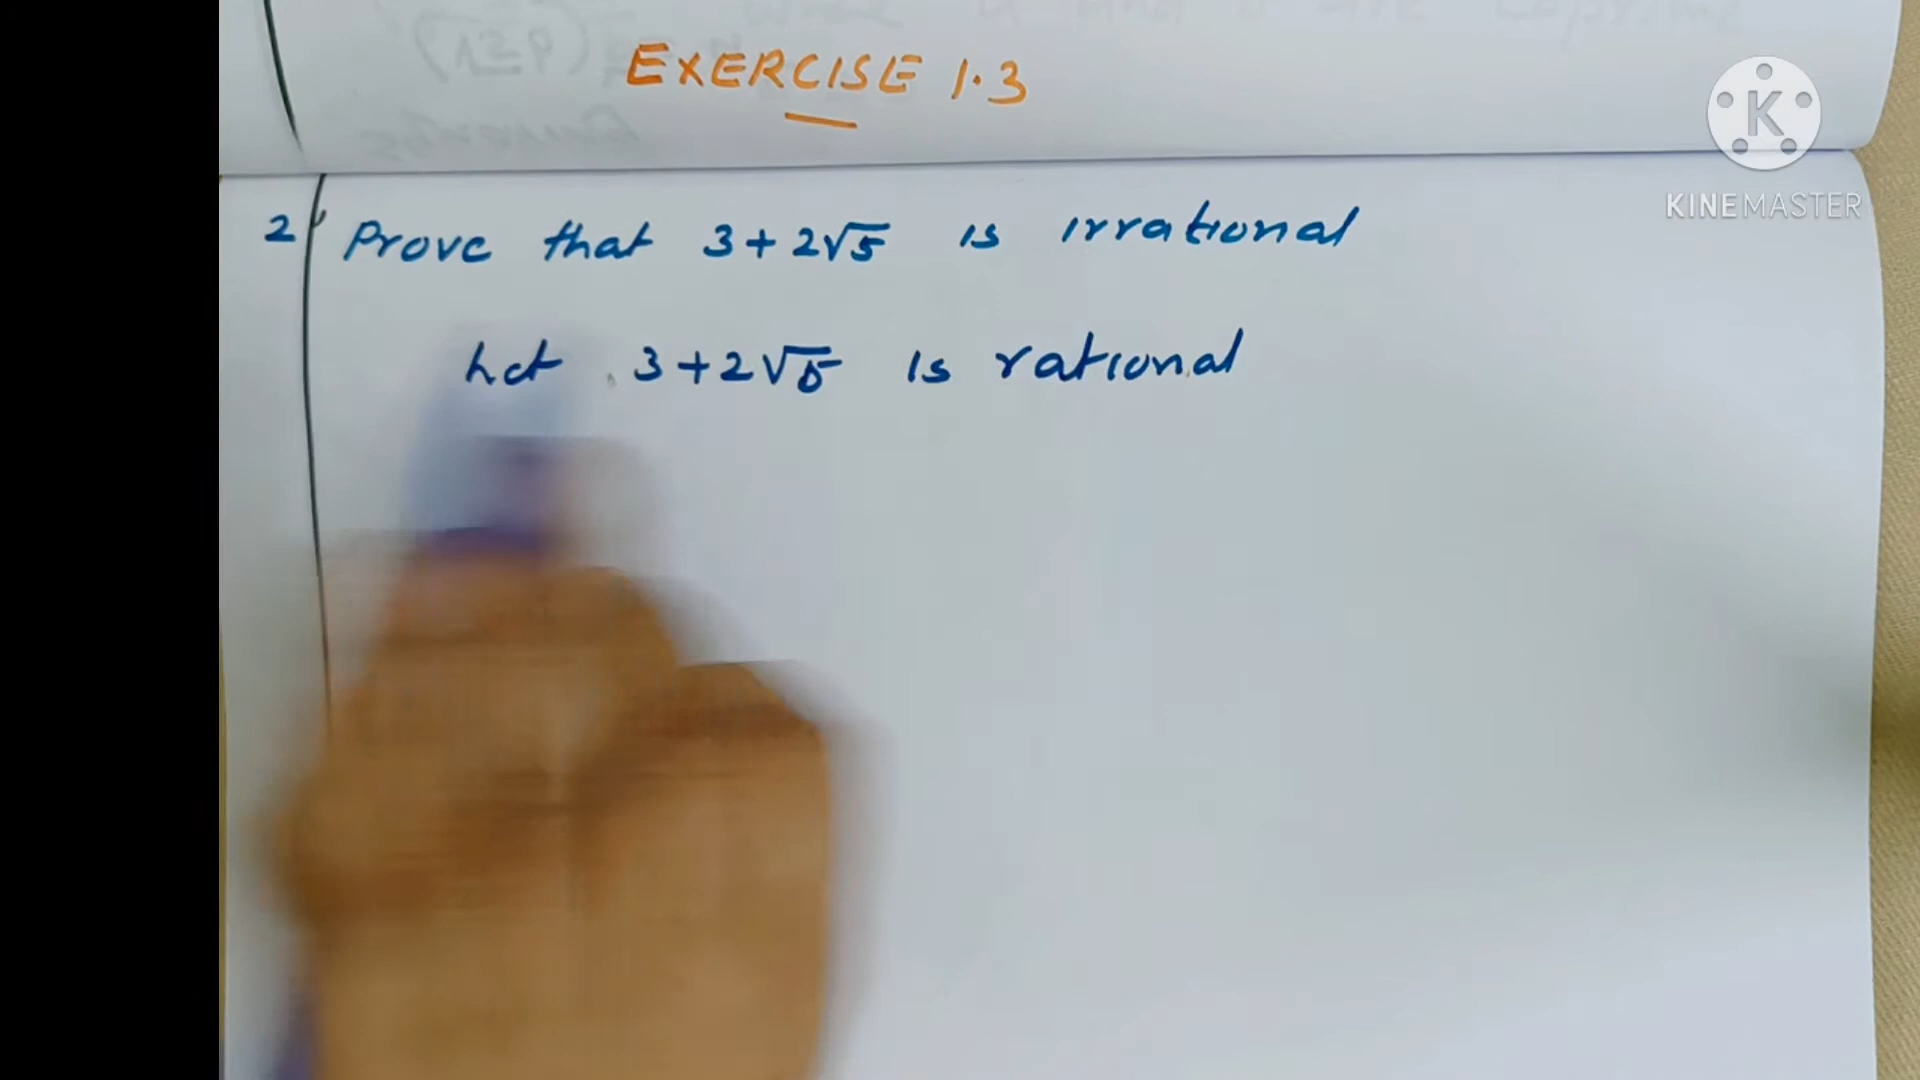 EXERCISE 1.3
KINEMASTER
2 Prove that 3+2√5 is irrational
Let 3+2√5 is rational